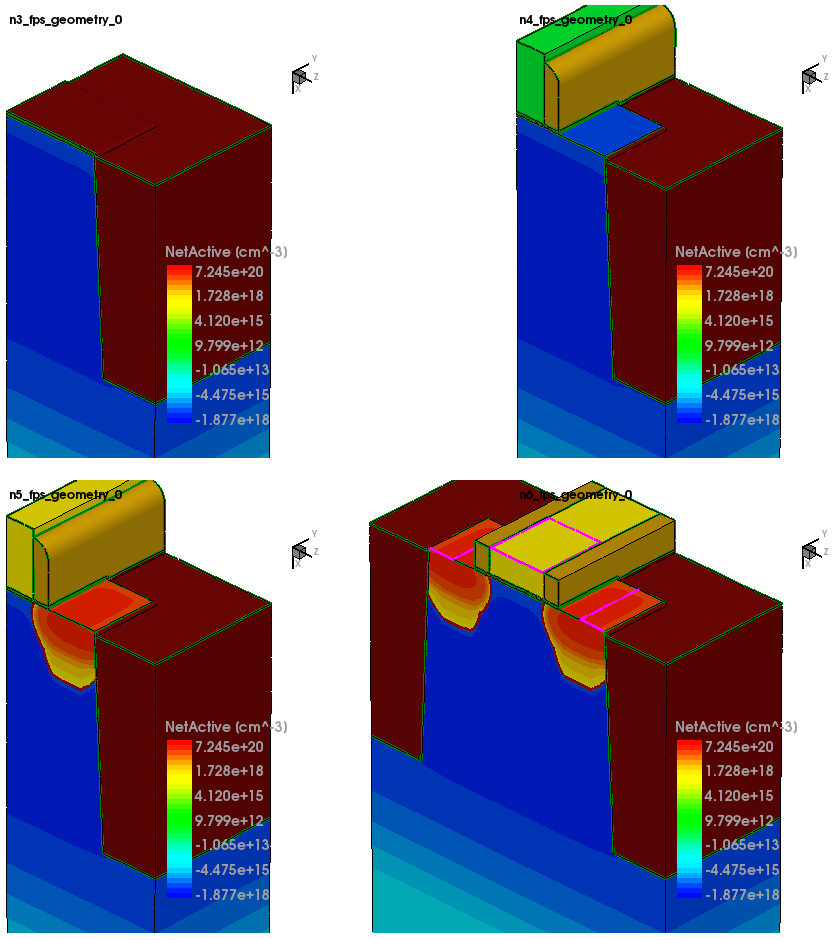 n3_fps_geometry_0
Y
Z
X
NetActive (cm^-3)
7.245e+20
1.728e+18
4.120e+15
9.799e+12
-1.065e+13
-4.475e+15
-1.877e+18
n4_fps_geometry_0
Y
Z
X
NetActive (cm^-3)
7.245e+20
1.728e+18
4.120e+15
9.799e+12
-1.065e+13
-4.475e+15
-1.877e+18
n5_fps_geometry_0
Y
Z
X
NetActive (cm^-3)
7.245e+20
1.728e+18
4.120e+15
9.799e+12
-1.065e+13
-4.475e+15
-1.877e+18
n6_fps_geometry_0
Y
Z
X
NetActive (cm^-3)
7.245e+20
1.728e+18
4.120e+15
9.799e+12
-1.065e+13
-4.475e+15
-1.877e+18